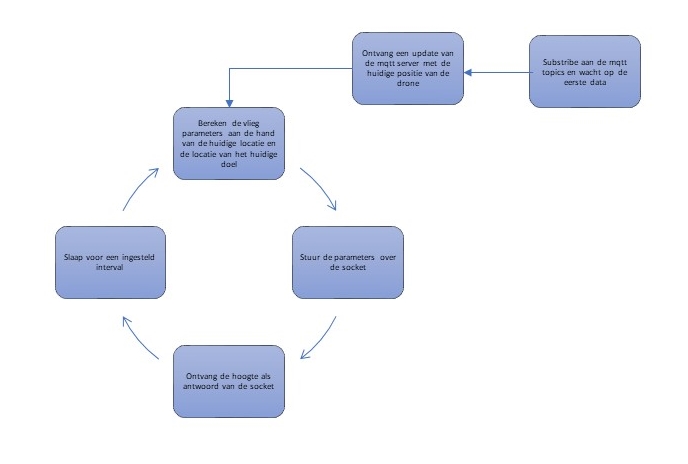 Ontvang een update van
de mqtt server met de
huidige positie van de
drone
Substribe aan de mqtt
topics en wacht op de
eerste data
Bereken de vlieg
parameters aan de hand
van de huidige locatie en
de locatie van het huidige
doel
Slaap voor een ingesteld
interval
Stuur de parameters over
de socket
Ontvang de hoogte als
antwoord van de socket